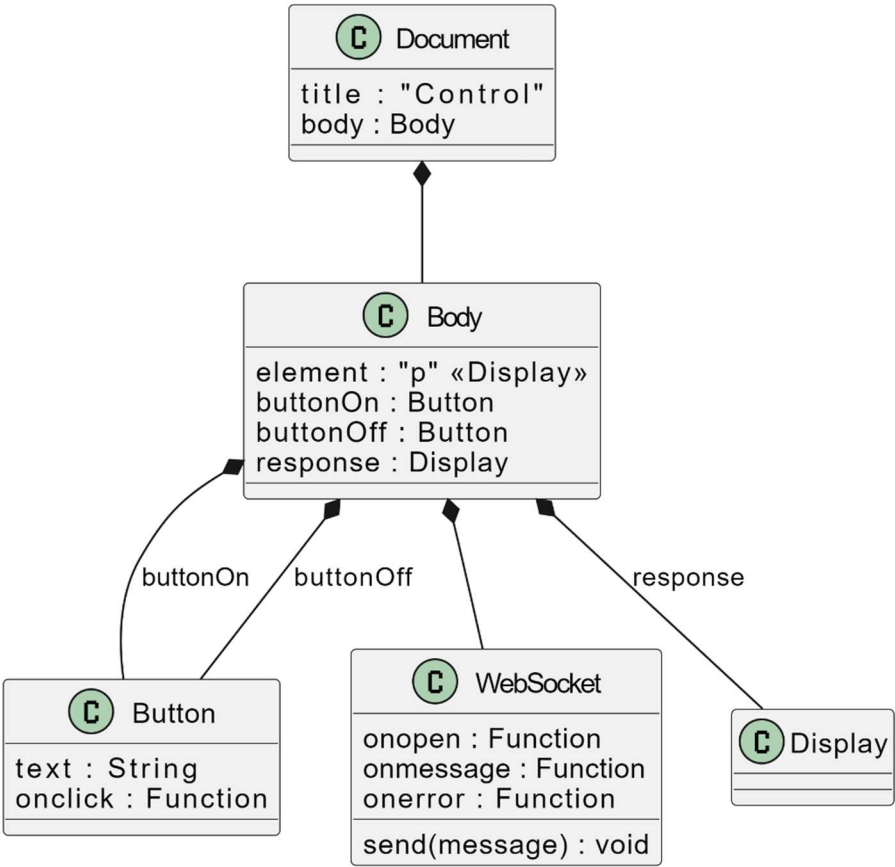 C Document
title : "Control"
body : Body
C Body
element : "p" «Display»
buttonOn : Button
buttonOff : Button
response : Display
buttonOn
buttonOff
response
C Button
text : String
onclick : Function
C WebSocket
onopen : Function
onmessage : Function
onerror : Function
send(message) : void
C Display